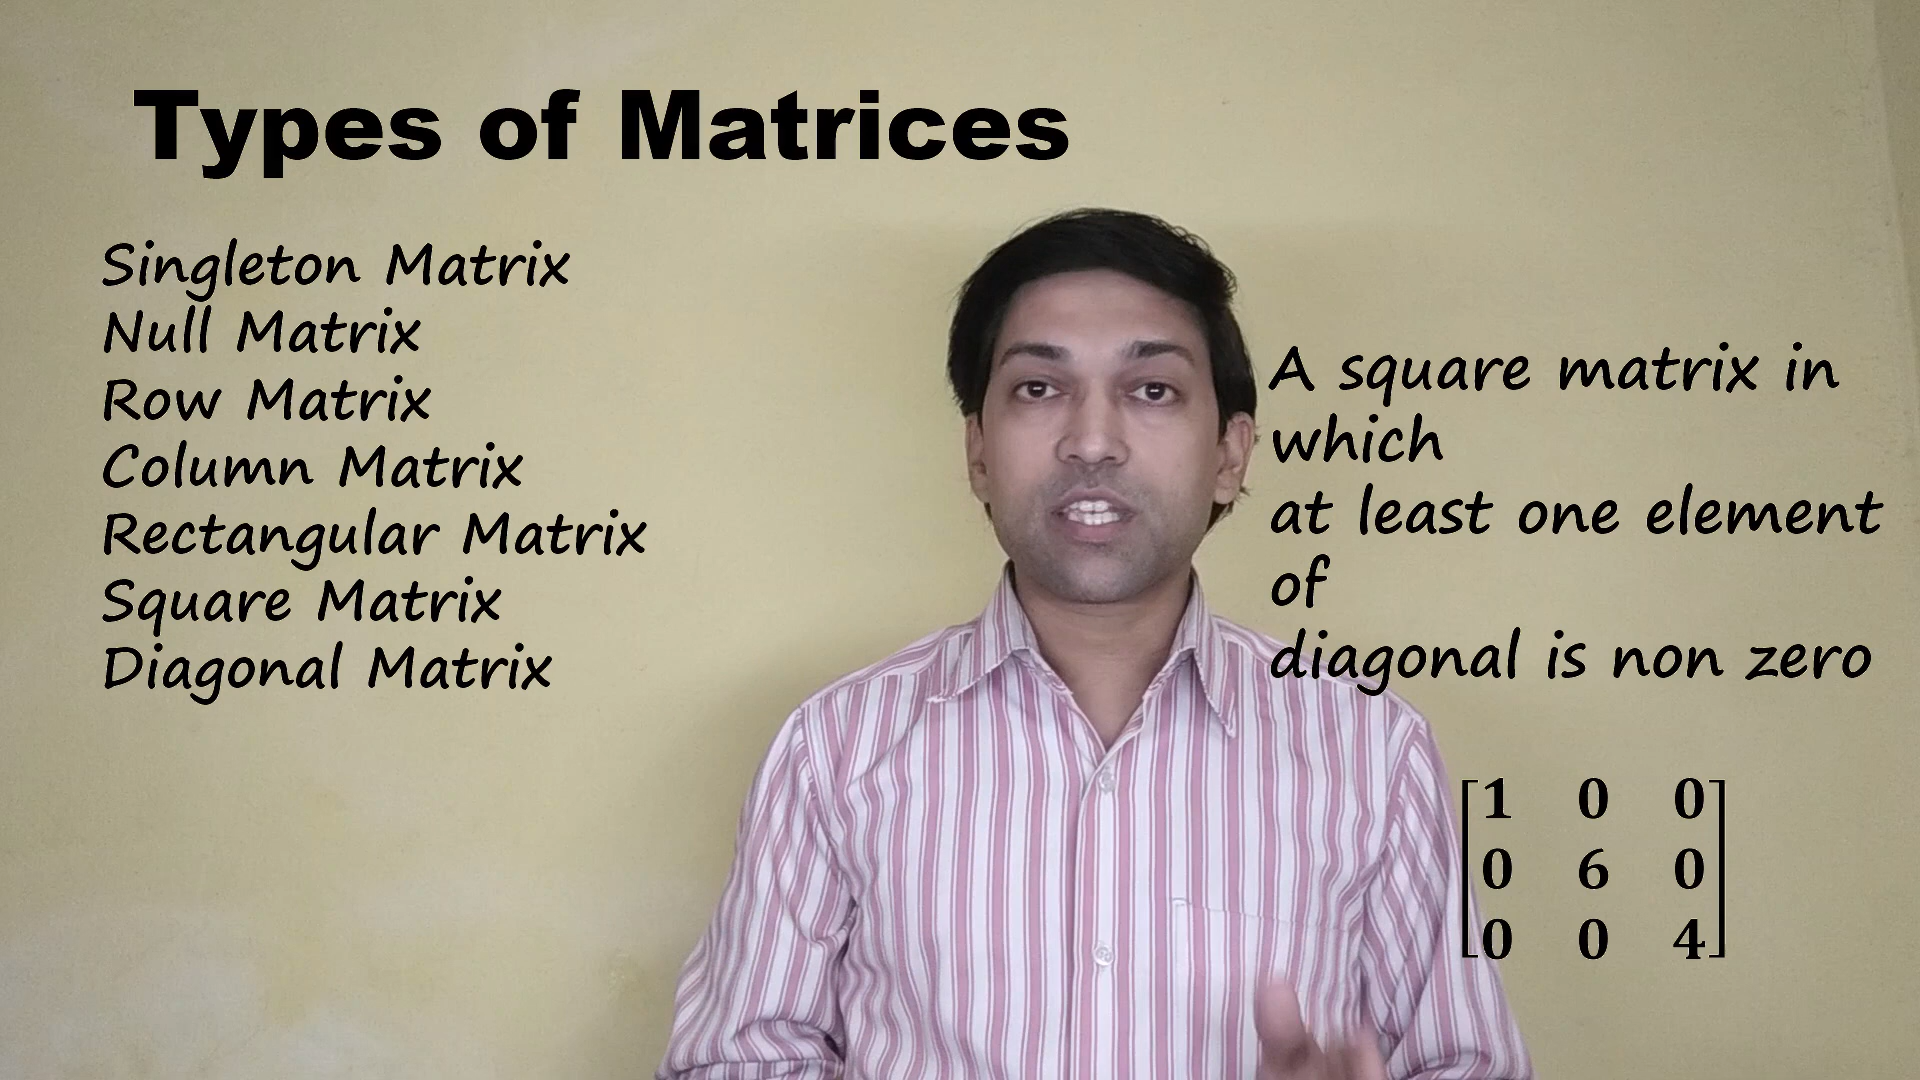 Types of Matrices
Singleton Matrix
Null Matrix
Row Matrix
Column Matrix
Rectangular Matrix
Square Matrix
Diagonal Matrix
A square matrix in
which
at least one element
of
diagonal is non zero
1 0 0
0 6 0
0 0 4